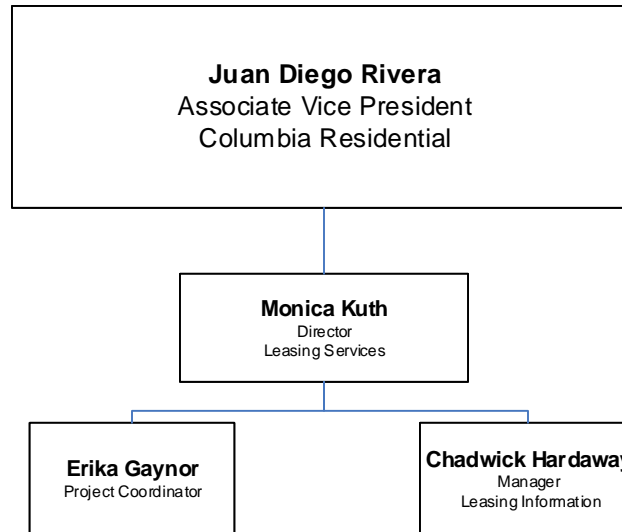 Juan Diego Rivera
Associate Vice President
Columbia Residential
Monica Kuth
Director
Leasing Services
Erika Gaynor
Project Coordinator
Chadwick Hardaway
Manager
Leasing Information